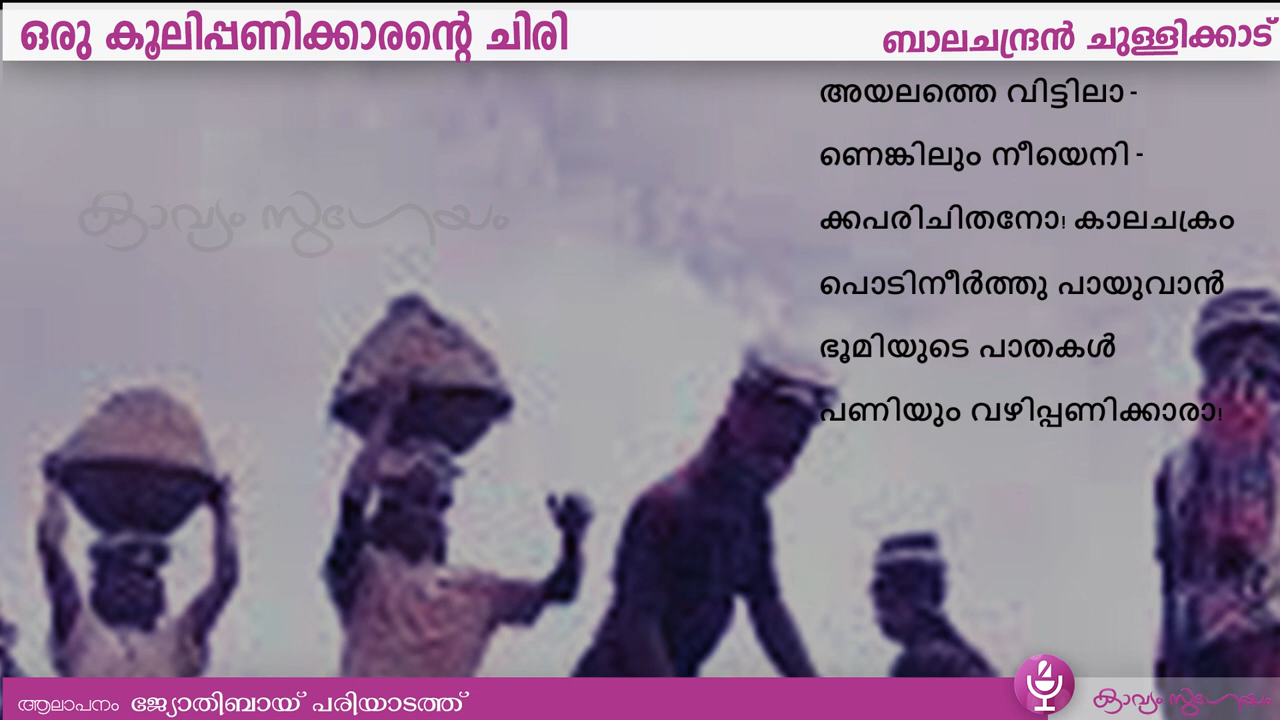 ഒരു കൂലിപ്പണിക്കാരന്റെ ചിരി
ബാലചന്ദ്രൻ ചുള്ളിക്കാട്
അയലത്തെ വിട്ടിലാ-
ണെങ്കിലും നീയെനി-
ക്കപരിചിതനോ! കാലചക്രം
പൊടിനീർത്തു പായുവാൻ
ഭൂമിയുടെ പാതകൾ
പണിയും വഴിപ്പണിക്കാരാ!
കാവ്യം സുഗേയം
ആലാപനം ജ്യോതിബായ് പരിയാടത്ത്
കാവ്യം സുഗേയം